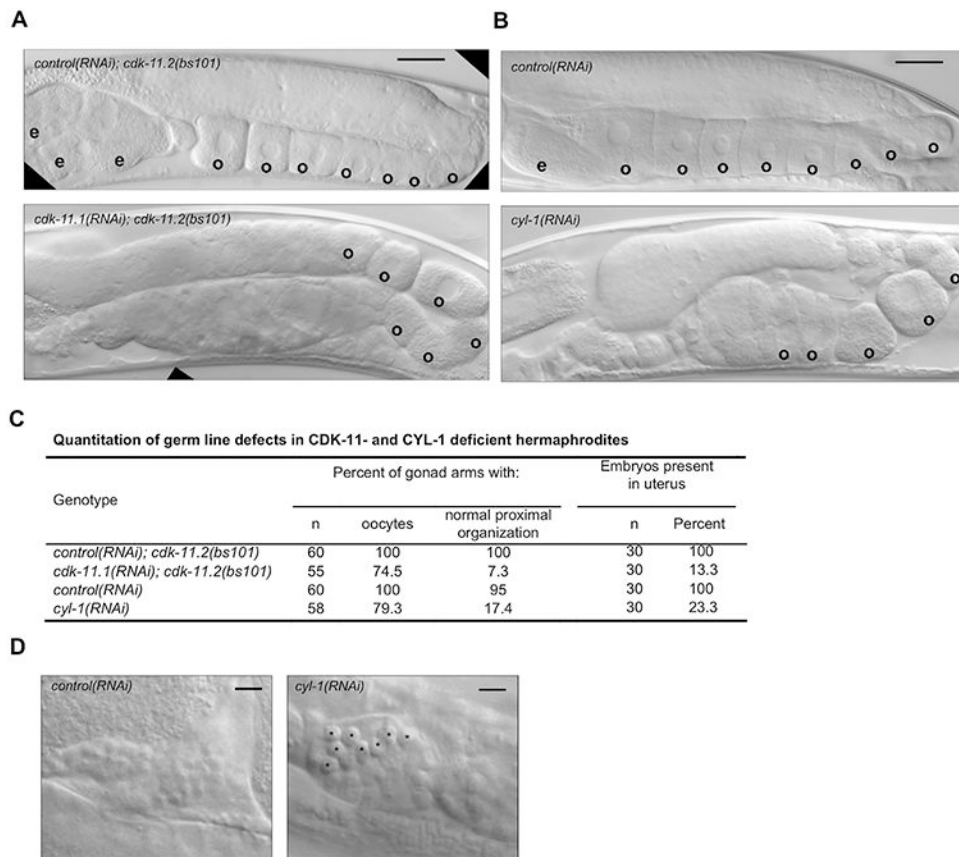 A
B
control(RNAi); cdk-11.2(bs101)
control(RNAi)
e
e
e
o
o
o
o
o
o
o
e
o
o
o
o
o
o
o
o
cdk-11.1(RNAi); cdk-11.2(bs101)
cyl-1(RNAi)
o
o
o
o
o
o
o
o
o
o
o
C
Quantitation of germ line defects in CDK-11- and CYL-1 deficient hermaphrodites
Percent of gonad arms with:
Embryos present
in uterus
Genotype
n oocytes normal proximal
organization
n Percent
control(RNAi); cdk-11.2(bs101) 60 100 100 30 100
cdk-11.1(RNAi); cdk-11.2(bs101) 55 74.5 7.3 30 13.3
control(RNAi) 60 100 95 30 100
cyl-1(RNAi) 58 79.3 17.4 30 23.3
D
control(RNAi)
cyl-1(RNAi)